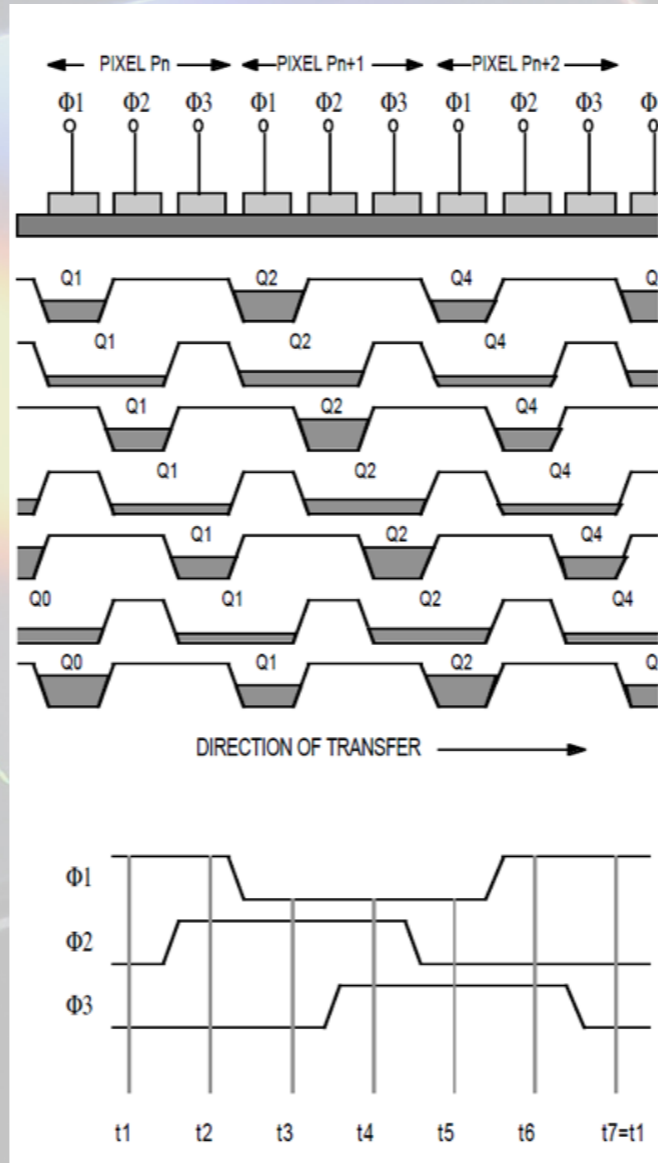 PIXEL Pn PIXEL Pn+1 PIXEL Pn+2
Φ1 Φ2 Φ3 Φ1 Φ2 Φ3 Φ1 Φ2 Φ3 Φ
Q1 Q2 Q4 Q
Q1 Q2 Q4
Q1 Q2 Q4
Q1 Q2 Q4
Q1 Q2 Q4
Q0 Q1 Q2 Q4
Q0 Q1 Q2 Q
DIRECTION OF TRANSFER
Φ1
Φ2
Φ3
t1 t2 t3 t4 t5 t6 t7=t1